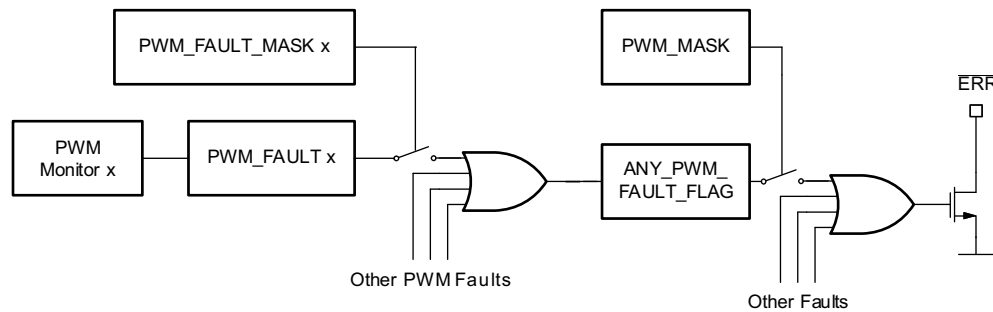 PWM_FAULT_MASK x
PWM_MASK
ERR
PWM
Monitor x
PWM_FAULT x
ANY_PWM_
FAULT_FLAG
Other PWM Faults
Other Faults